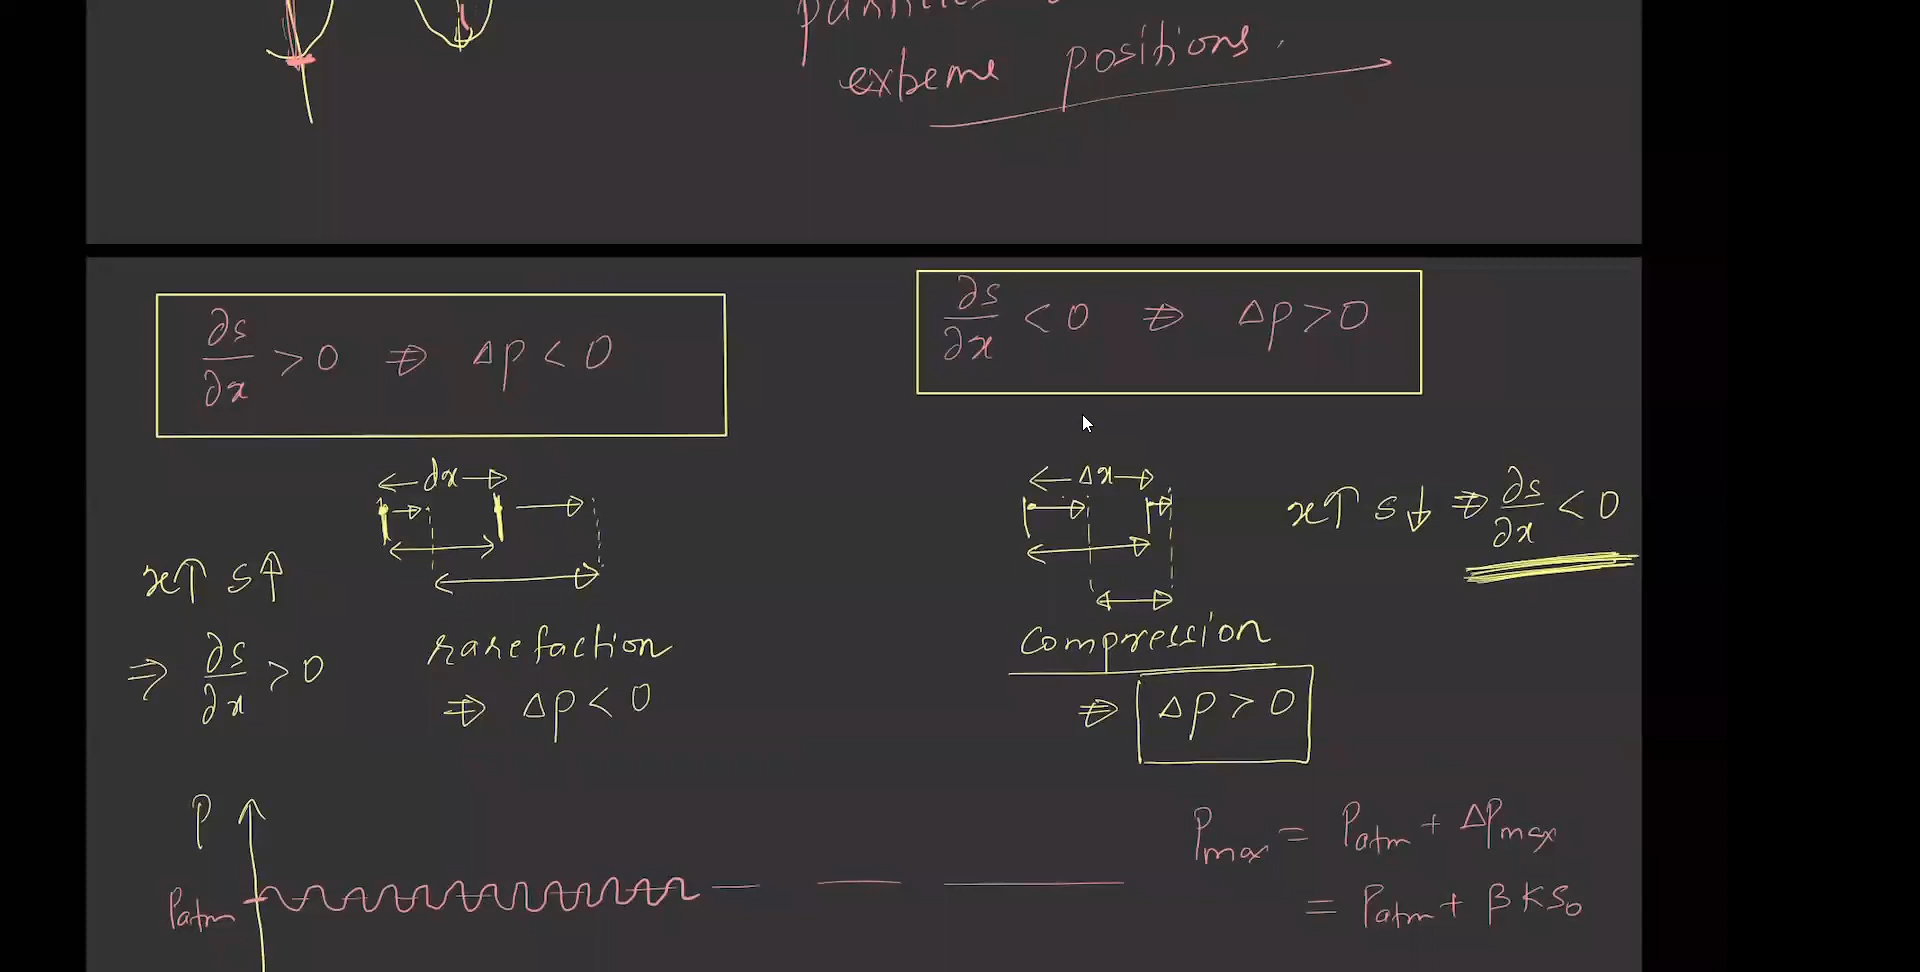 extreme positions.
∂s/∂x > 0 ⇒ Δp < 0
∂s/∂x < 0 ⇒ Δp > 0
dx
x↑ s↑
⇒ ∂s/∂x > 0
rarefaction
⇒ Δp < 0
Δx
x↑ s↓ ⇒ ∂s/∂x < 0
compression
⇒ Δp > 0
P
Patm
Pmax = Patm + ΔPmax
= Patm + βKS₀